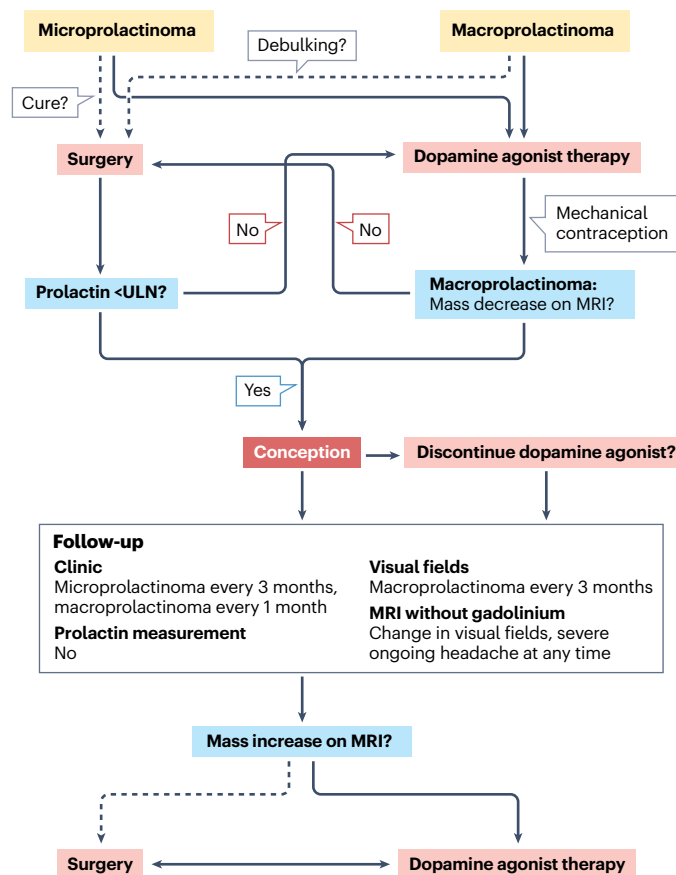 Microprolactinoma
Macroprolactinoma
Debulking?
Cure?
Surgery
Dopamine agonist therapy
No
No
Mechanical
contraception
Prolactin <ULN?
Macroprolactinoma:
Mass decrease on MRI?
Yes
Conception
Discontinue dopamine agonist?
Follow-up
Clinic
Microprolactinoma every 3 months,
macroprolactinoma every 1 month
Prolactin measurement
No
Visual fields
Macroprolactinoma every 3 months
MRI without gadolinium
Change in visual fields, severe
ongoing headache at any time
Mass increase on MRI?
Surgery
Dopamine agonist therapy